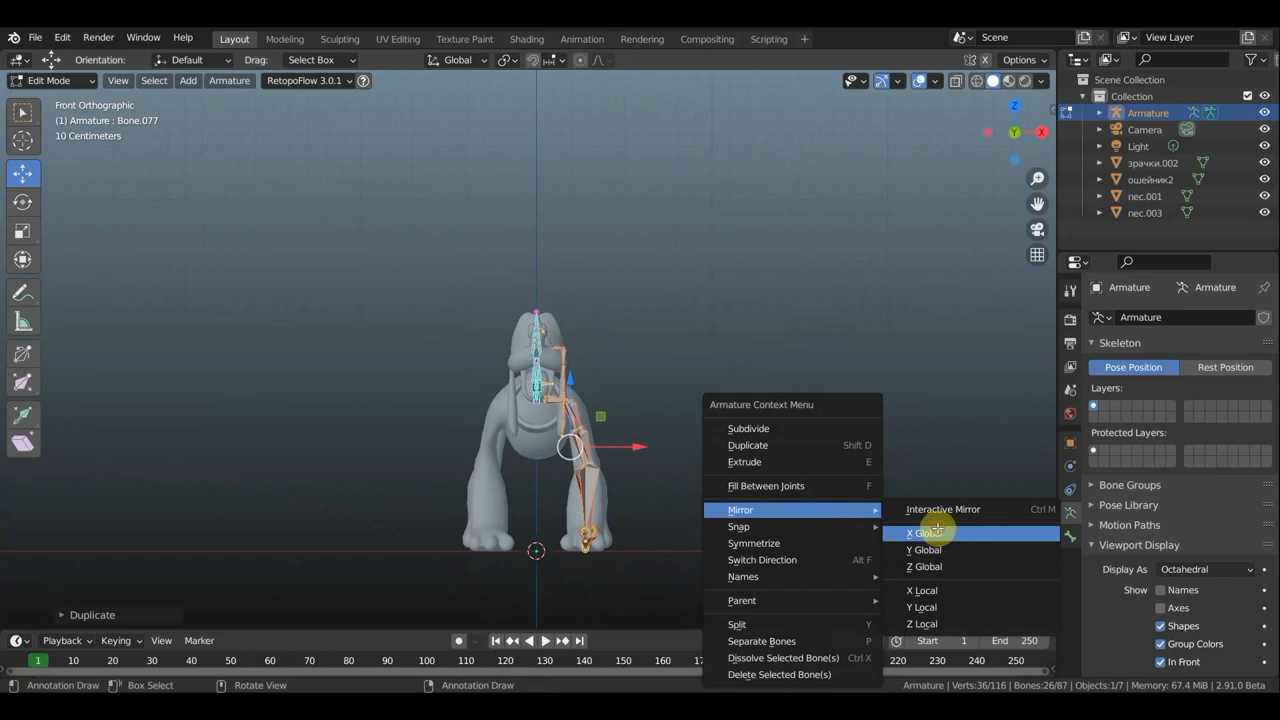 File Edit Render Window Help Layout Modeling Sculpting UV Editing Texture Paint Shading Animation Rendering Compositing Scripting + Scene View Layer
Orientation: Default Drag: Select Box Global X Options
Edit Mode View Select Add Armature RetopoFlow 3.0.1 ?
Front Orthographic
(1) Armature : Bone.077
10 Centimeters
Z
Y
X
Armature Context Menu
Subdivide
Duplicate Shift D
Extrude E
Fill Between Joints F
Mirror
Snap
Symmetrize
Switch Direction Alt F
Names
Parent
Split Y
Separate Bones P
Dissolve Selected Bone(s) Ctrl X
Delete Selected Bone(s)
Interactive Mirror Ctrl M
X Global
Y Global
Z Global
X Local
Y Local
Z Local
Duplicate
Scene Collection
Collection
Armature
Camera
Light
зрачки.002
ошейник2
пес.001
пес.003
Armature Armature
Armature
Skeleton
Pose Position Rest Position
Layers:
Protected Layers:
Bone Groups
Pose Library
Motion Paths
Viewport Display
Display As Octahedral
Show Names
Axes
Shapes
Group Colors
In Front
Playback Keying View Marker Start 1 End 250
1 10 20 30 40 50 60 70 80 90 100 110 120 130 140 150 220 230 240 250
Annotation Draw Box Select Rotate View Annotation Draw Armature | Verts:36/116 | Bones:26/87 | Objects:1/7 | Memory: 67.4 MiB | 2.91.0 Beta